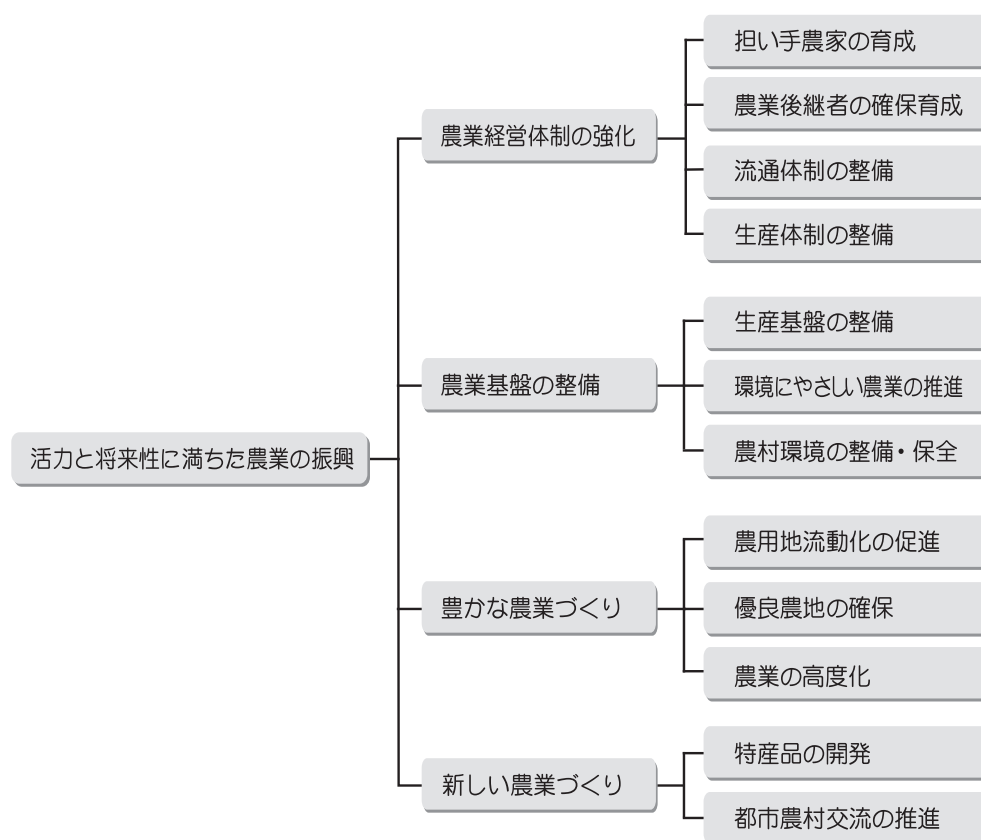 活力と将来性に満ちた農業の振興
農業経営体制の強化
担い手農家の育成
農業後継者の確保育成
流通体制の整備
生産体制の整備
農業基盤の整備
生産基盤の整備
環境にやさしい農業の推進
農村環境の整備・保全
豊かな農業づくり
農用地流動化の促進
優良農地の確保
農業の高度化
新しい農業づくり
特産品の開発
都市農村交流の推進